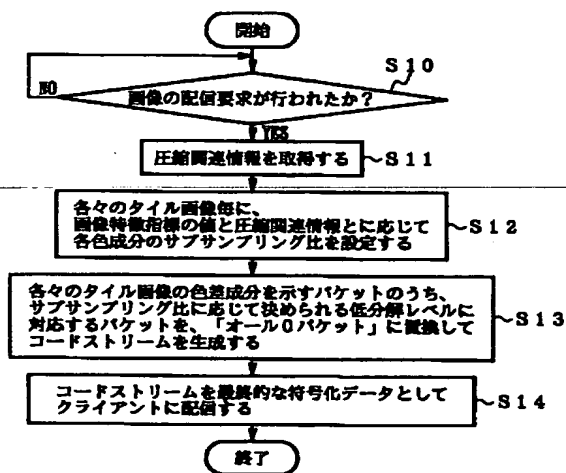 開始
NO
S10
画像の配信要求が行われたか？
YES
圧縮関連情報を取得する
～S11
各々のタイル画像毎に、
画像特徴指標の値と圧縮関連情報とに応じて
各色成分のサブサンプリング比を設定する
～S12
各々のタイル画像の色差成分を示すパケットのうち、
サブサンプリング比に応じて決められる低分解レベルに
対応するパケットを、「オール0パケット」に置換して
コードストリームを生成する
～S13
コードストリームを最終的な符号化データとして
クライアントに配信する
～S14
終了